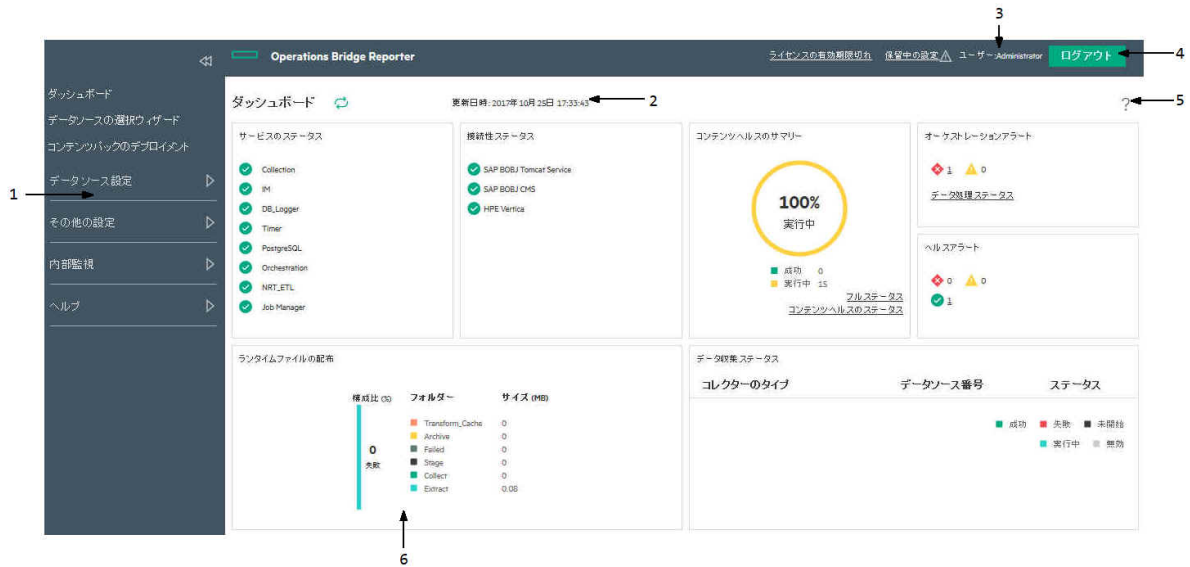 3
Operations Bridge Reporter
ライセンスの有効期限切れ 保留中の設定 ユーザー:Administrator ログアウト
4
ダッシュボード
データソースの選択ウィザード
コンテンツパックのデプロイメント
データソース設定
その他の設定
内部監視
ヘルプ
1
ダッシュボード
更新日時: 2017年 10月 25日 17:33:43
2
?
5
サービスのステータス
Collection
IM
DB_Logger
Timer
PostgreSQL
Orchestration
NRT_ETL
Job Manager
接続性ステータス
SAP BOBJ Tomcat Service
SAP BOBJ CMS
HPE Vertica
コンテンツヘルスのサマリー
100%
実行中
成功 0
実行中 15
フルステータス
コンテンツヘルスのステータス
オーケストレーションアラート
1 0
データ処理ステータス
ヘルスアラート
0 0
1
ランタイムファイルの配布
構成比 (%) フォルダー サイズ (MB)
0
失敗
Transform_Cache 0
Archive 0
Failed 0
Stage 0
Collect 0
Extract 0.08
6
データ収集ステータス
コレクターのタイプ データソース番号 ステータス
成功 失敗 未開始
実行中 無効